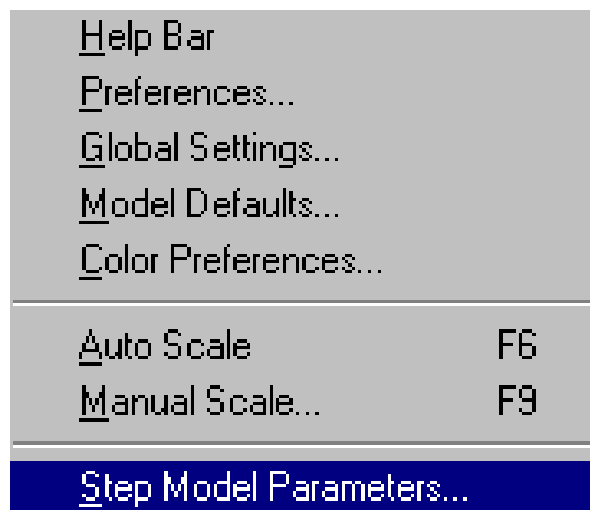 Help Bar
Preferences...
Global Settings...
Model Defaults...
Color Preferences...
Auto Scale F6
Manual Scale... F9
Step Model Parameters...